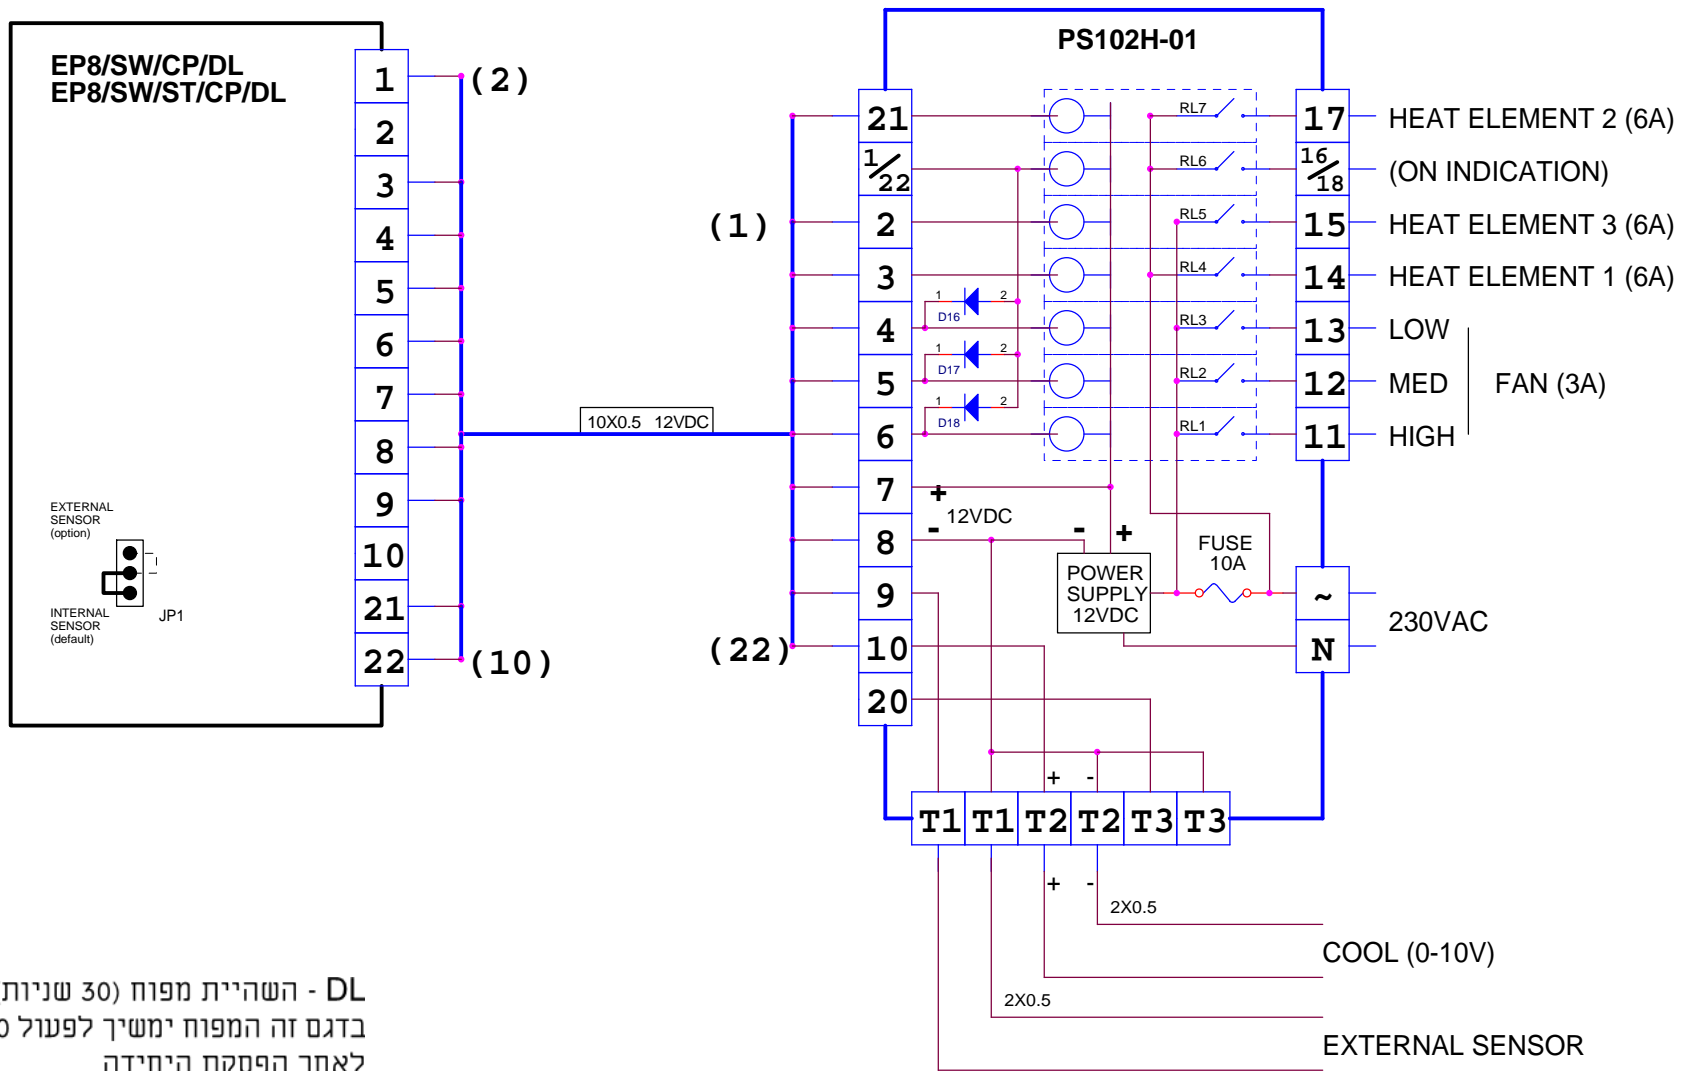 PS102H-01
EP8/SW/CP/DL
EP8/SW/ST/CP/DL
1
2
3
4
5
6
7
8
9
10
21
22
(2)
(10)
EXTERNAL
SENSOR
(option)
INTERNAL
SENSOR
(default)
JP1
10X0.5 12VDC
(1)
(22)
21
1/22
2
3
4
5
6
7
8
9
10
20
1 2
D16
1 2
D17
1 2
D18
RL7
RL6
RL5
RL4
RL3
RL2
RL1
17
16/18
15
14
13
12
11
HEAT ELEMENT 2 (6A)
(ON INDICATION)
HEAT ELEMENT 3 (6A)
HEAT ELEMENT 1 (6A)
LOW
MED
HIGH
FAN (3A)
+
12VDC
-
- +
POWER
SUPPLY
12VDC
FUSE
10A
~
N
230VAC
+ -
T1 T1 T2 T2 T3 T3
+ -
2X0.5
COOL (0-10V)
2X0.5
EXTERNAL SENSOR
DL - השהיית מפוח (30 שניות)
בדגם זה המפוח ימשיך לפעול
לאחר הפסקת היחידה